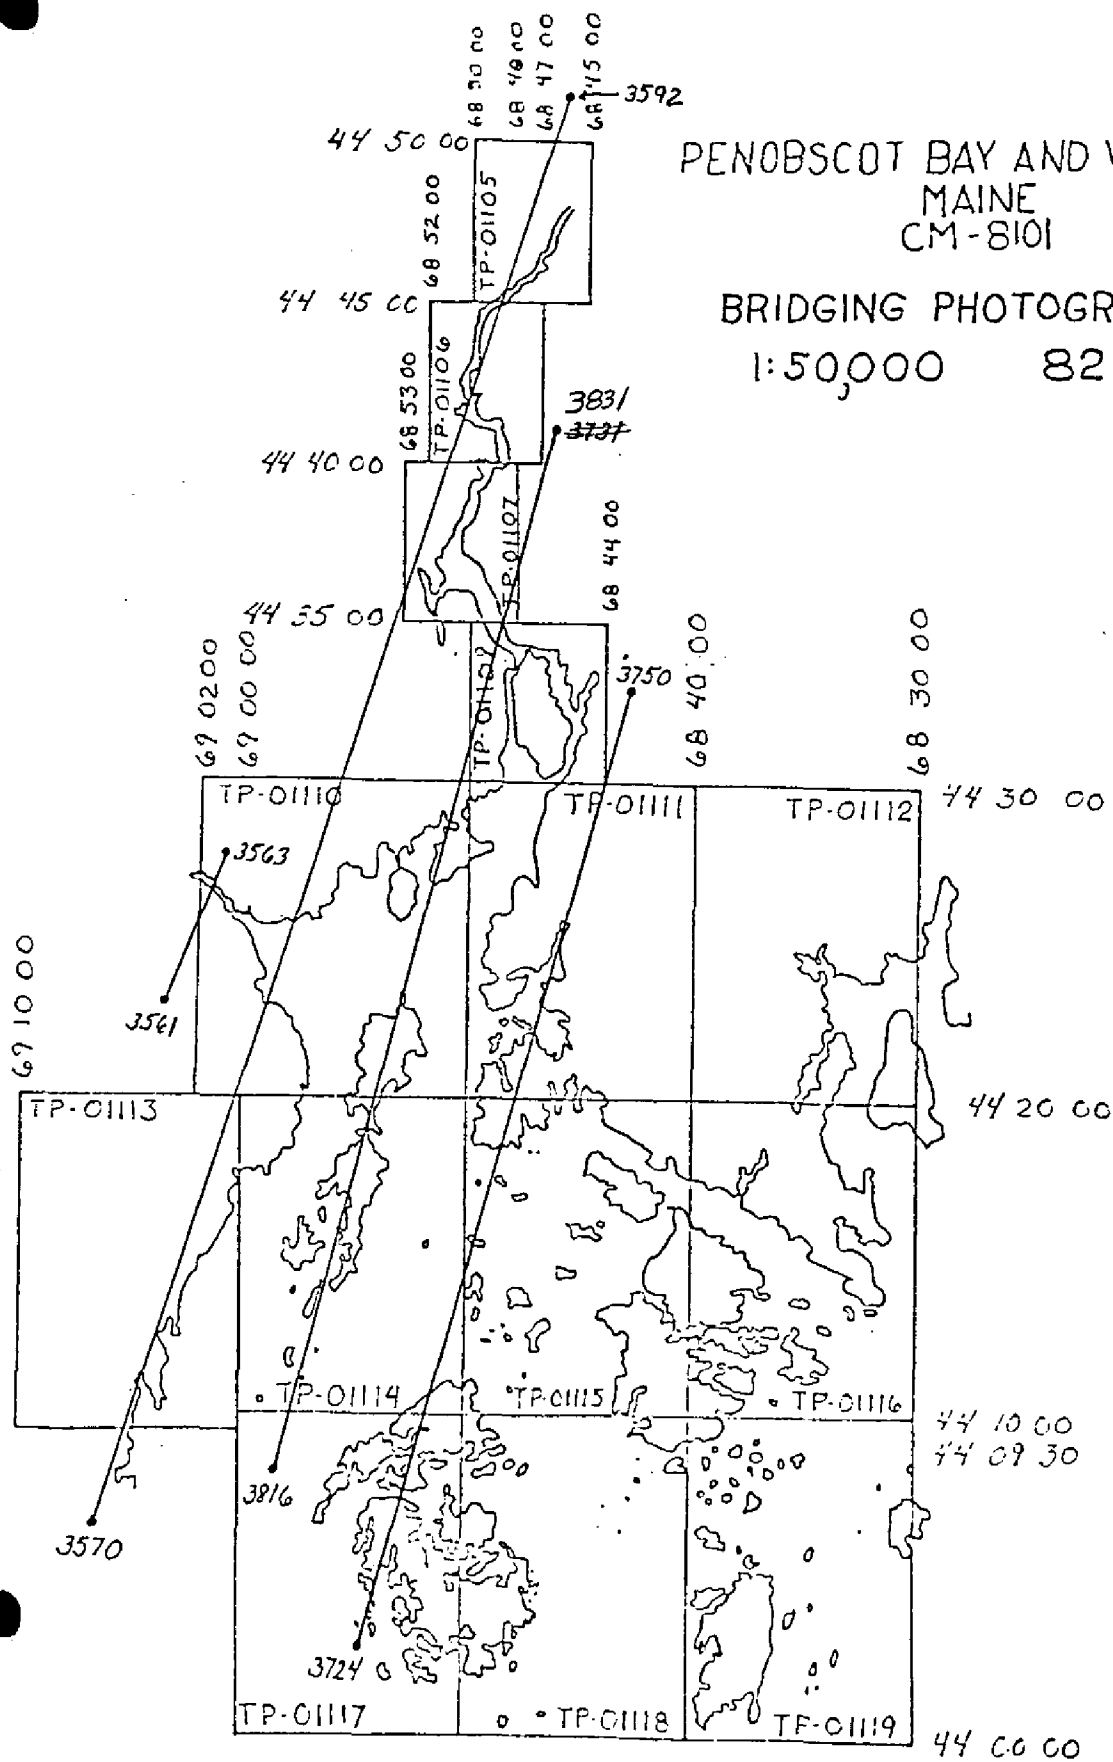 68 50 00
68 48 00
68 47 00
68 45 00
3592
44 50 00
PENOBSCOT BAY AND
MAINE
CM-8101
68 52 00
TP-01105
44 45 00
BRIDGING PHOTOGR
1:50,000 82
68 53 00
TP-01106
3831
3731
44 40 00
TP-01107
68 44 00
44 35 00
69 02 00
69 00 00
3750
68 40 00
68 30 00
TP-01110
TP-01111
TP-01112
44 30 00
3563
69 10 00
3561
TP-01113
44 20 00
TP-01114
TP-01115
TP-01116
44 10 00
44 09 30
3816
3570
3724
TP-01117
TP-01118
TP-01119
44 00 00